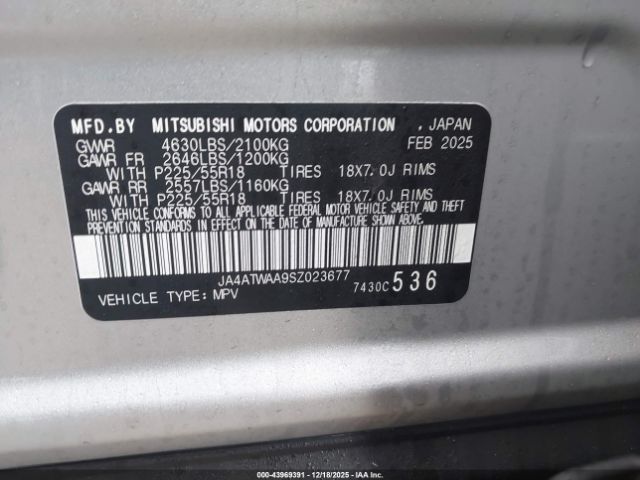 MFD.BY MITSUBISHI MOTORS CORPORATION , JAPAN
GVWR 4630LBS/2100KG FEB 2025
GAWR FR 2646LBS/1200KG
WITH P225/55R18 TIRES 18X7.0J RIMS
GAWR RR 2557LBS/1160KG
WITH P225/55R18 TIRES 18X7.0J RIMS
THIS VEHICLE CONFORMS TO ALL APPLICABLE FEDERAL MOTOR VEHICLE SAFETY AND THEFT
PREVENTION STANDARDS IN EFFECT ON THE DATE OF MANUFACTURE SHOWN ABOVE.
JA4ATWAA9SZ023677
VEHICLE TYPE: MPV 7430C 536
000-43969391 - 12/18/2025 - IAAI.COM